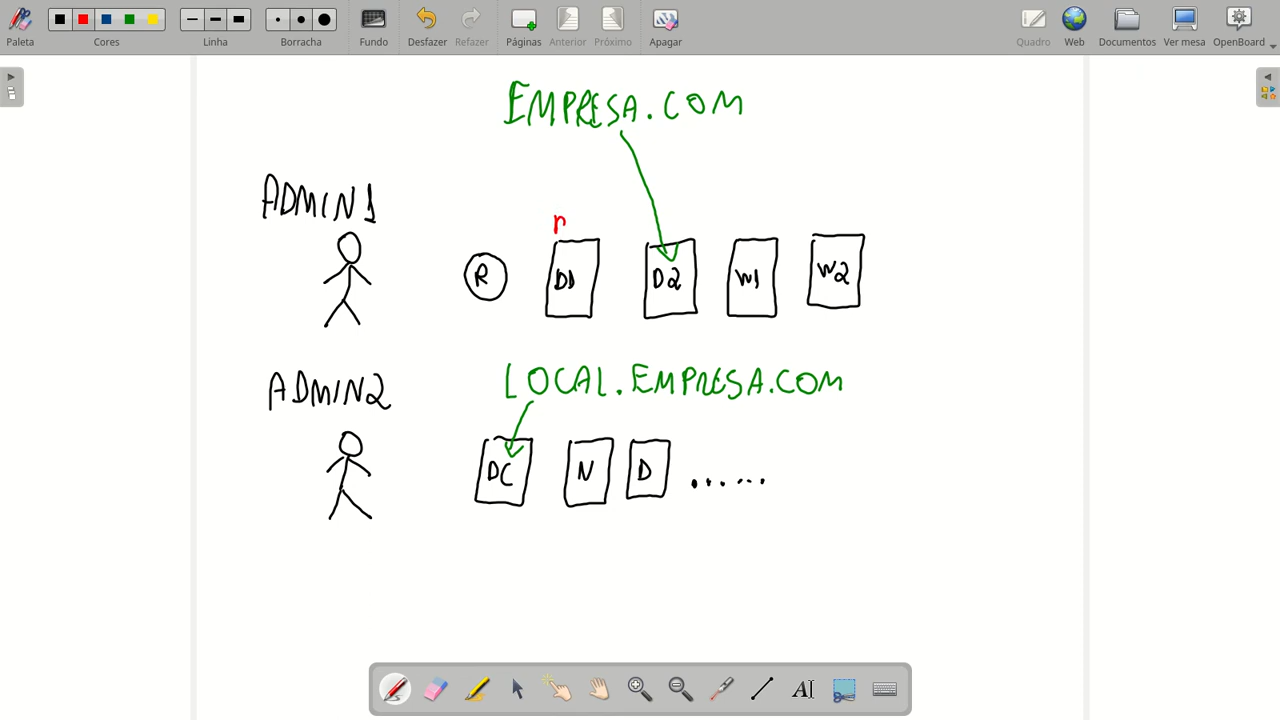 Paleta Cores Linha Borracha Fundo Desfazer Refazer Páginas Anterior Próximo Apagar Quadro Web Documentos Ver mesa OpenBoard
EMPRESA.COM
ADMIN1
R D1 D2 W1 W2
ADMIN2
LOCAL.EMPRESA.COM
DC N D ......